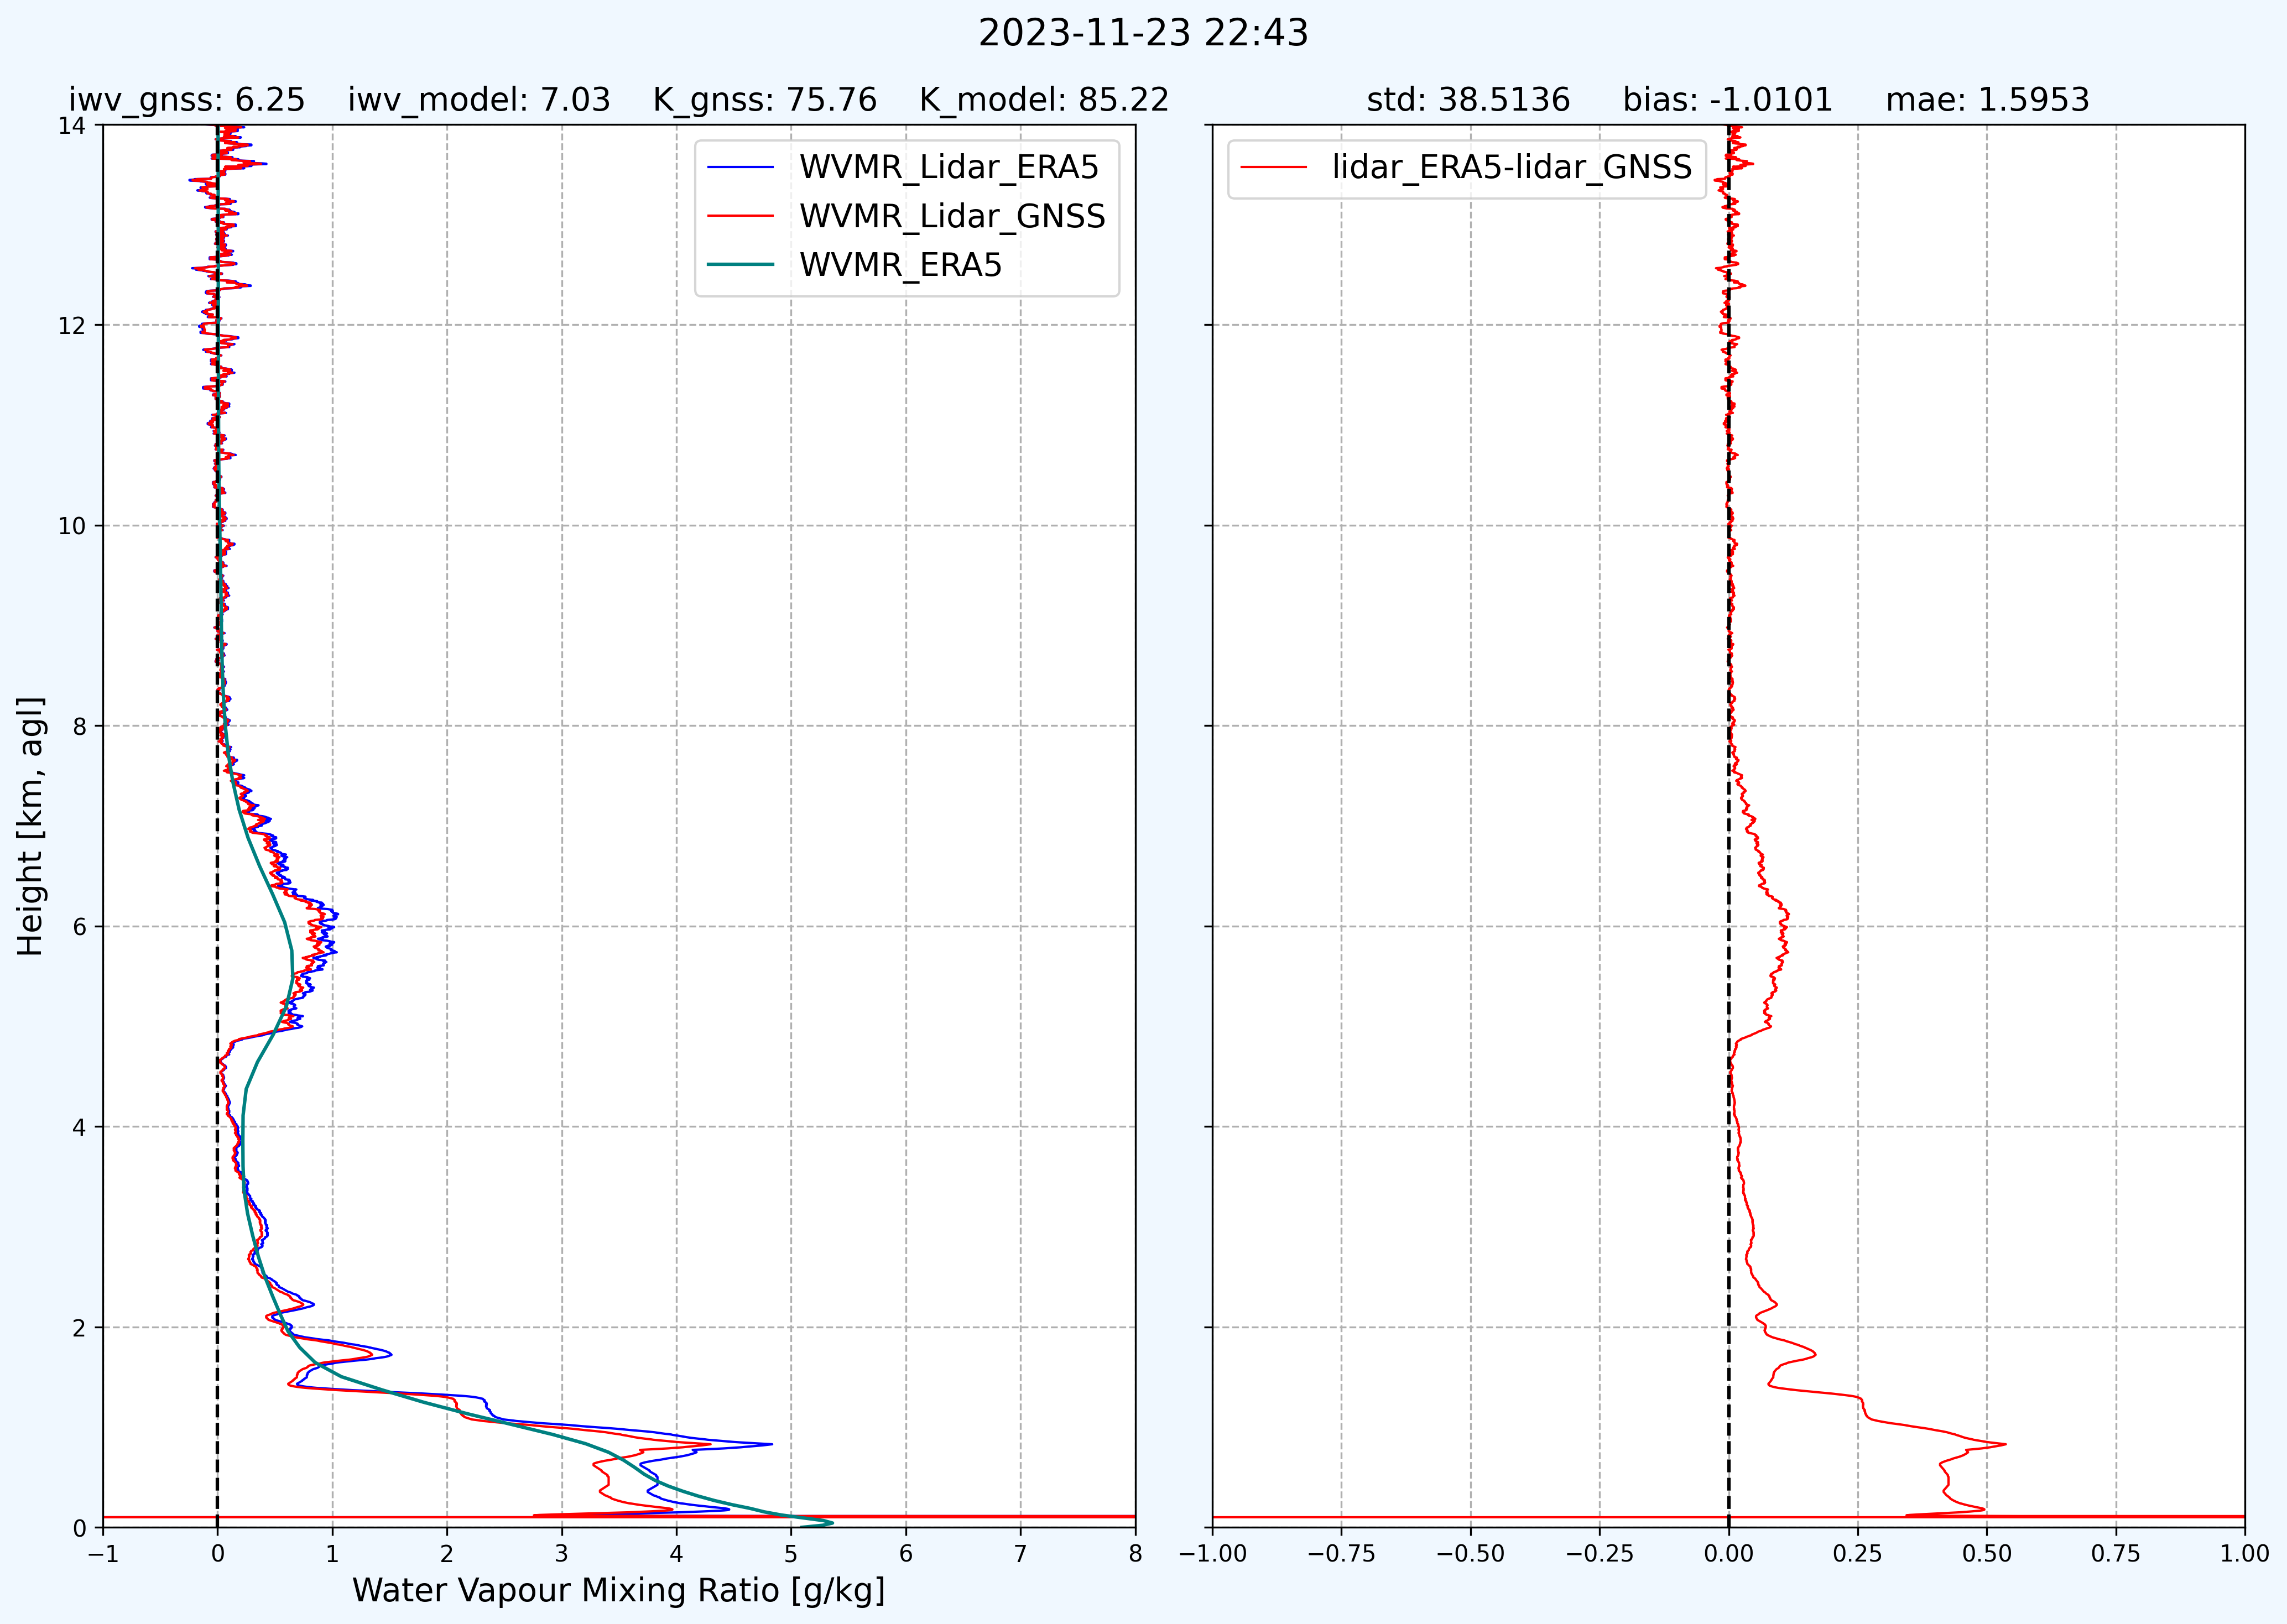 2023-11-23 22:43
iwv_gnss: 6.25 iwv_model: 7.03 K_gnss: 75.76 K_model: 85.22
std: 38.5136 bias: -1.0101 mae: 1.5953
WVMR_Lidar_ERA5
WVMR_Lidar_GNSS
WVMR_ERA5
lidar_ERA5-lidar_GNSS
Height [km, agl]
14
12
10
8
6
4
2
0
−1 0 1 2 3 4 5 6 7 8
Water Vapour Mixing Ratio [g/kg]
−1.00 −0.75 −0.50 −0.25 0.00 0.25 0.50 0.75 1.00